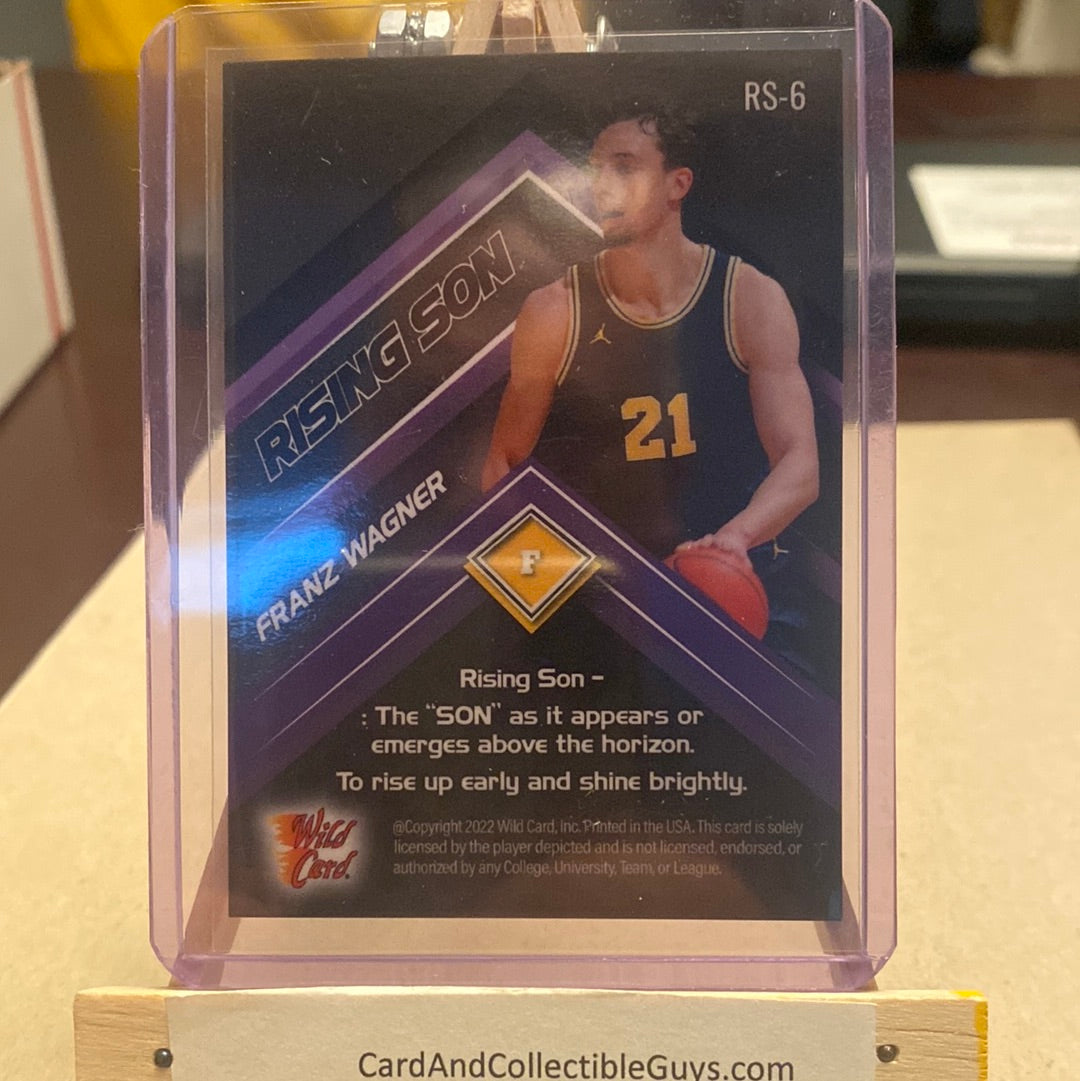 RS-6
RISING SON
21
FRANZ WAGNER
F
Rising Son -
: The "SON" as it appears or
emerges above the horizon.
To rise up early and shine brightly.
Wild
Card.
@Copyright 2022 Wild Card, Inc. Printed in the USA. This card is solely
licensed by the player depicted and is not licensed, endorsed, or
authorized by any College, University, Team, or League.
CardAndCollectibleGuys.com